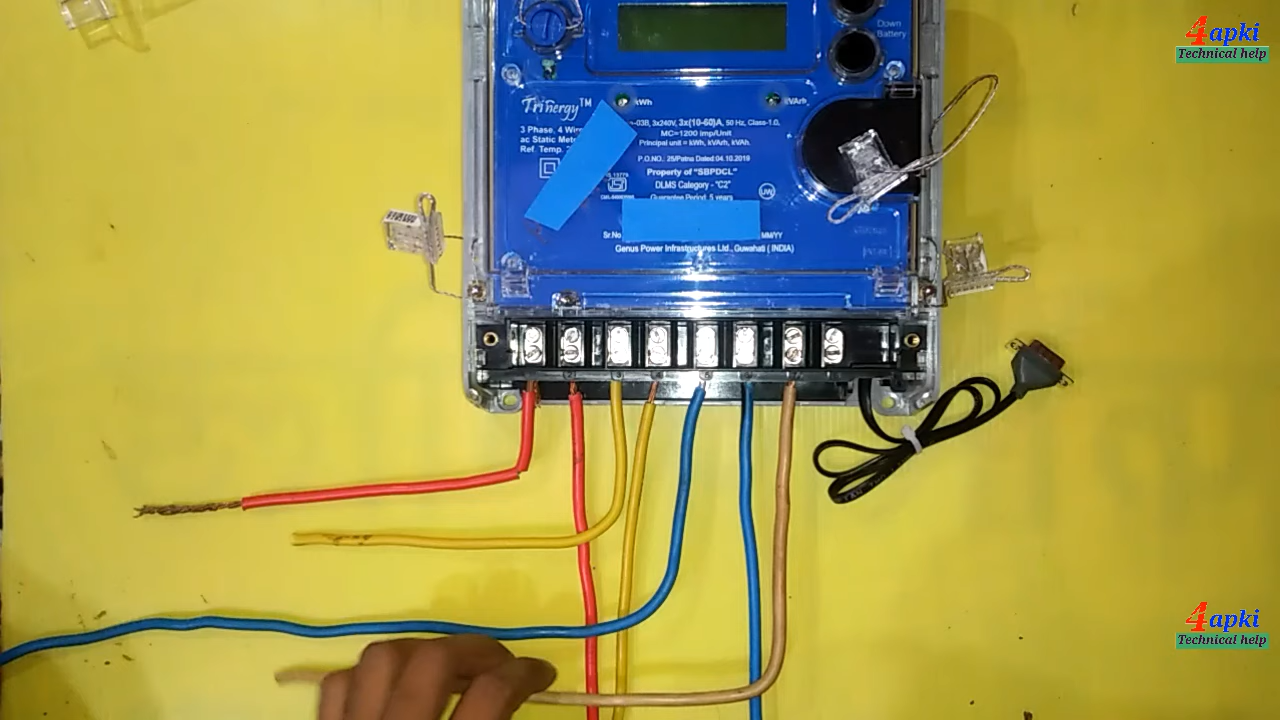 4apki
Technical help
Down
Battery
Trinergy™
kWh
kVArh
3 Phase, 4 Wire
-03B, 3x240V, 3x(10-60)A, 50 Hz, Class-1.0,
ac Static Met
MC=1200 imp/Unit
Ref. Temp. 2
Principal unit = kWh, kVArh, kVAh.
P.O.NO.: 25/Patna Dated:04.10.2019
Property of "SBPDCL"
DLMS Category - "C2"
Guarantee Period: 5 years
Sr.No
MM/YY
Genus Power Infrastructures Ltd., Guwahati ( INDIA)
4apki
Technical help